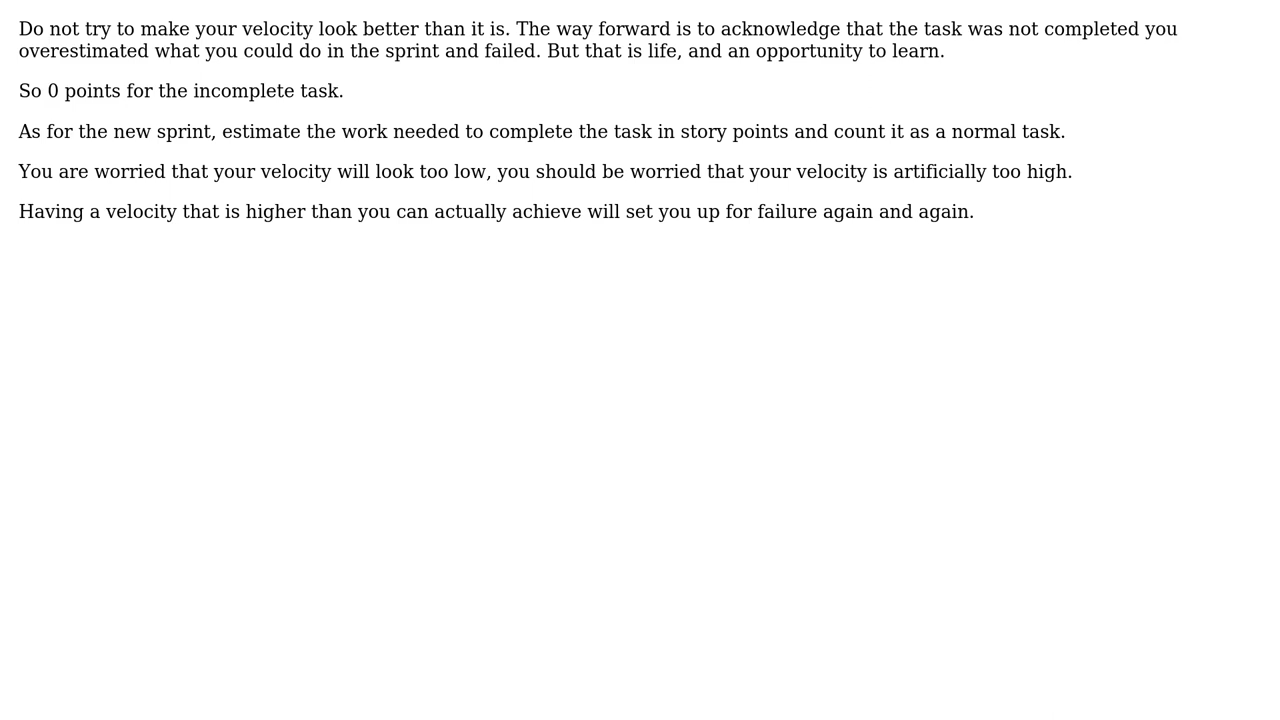 Do not try to make your velocity look better than it is. The way forward is to acknowledge that the task was not completed you
overestimated what you could do in the sprint and failed. But that is life, and an opportunity to learn.
So 0 points for the incomplete task.
As for the new sprint, estimate the work needed to complete the task in story points and count it as a normal task.
You are worried that your velocity will look too low, you should be worried that your velocity is artificially too high.
Having a velocity that is higher than you can actually achieve will set you up for failure again and again.